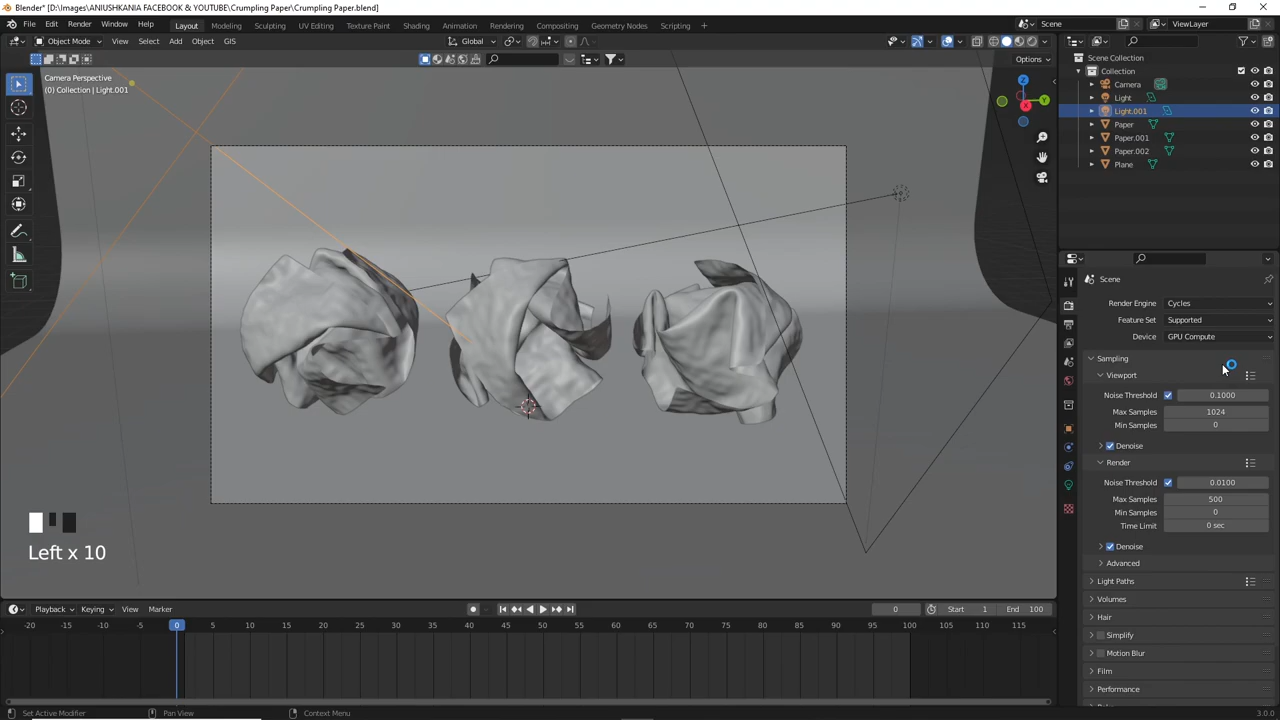 Blender* [D:\Images\ANIUSHKANIA FACEBOOK & YOUTUBE\Crumpling Paper\Crumpling Paper.blend]
File Edit Render Window Help Layout Modeling Sculpting UV Editing Texture Paint Shading Animation Rendering Compositing Geometry Nodes Scripting + Scene ViewLayer
Object Mode View Select Add Object GIS Global
Options
Camera Perspective
(0) Collection | Light.001
Z
Y
X
Left x 10
Scene Collection
Collection
Camera
Light
Light.001
Paper
Paper.001
Paper.002
Plane
Scene
Render Engine Cycles
Feature Set Supported
Device GPU Compute
Sampling
Viewport
Noise Threshold 0.1000
Max Samples 1024
Min Samples 0
Denoise
Render
Noise Threshold 0.0100
Max Samples 500
Min Samples 0
Time Limit 0 sec
Denoise
Advanced
Light Paths
Volumes
Hair
Simplify
Motion Blur
Film
Performance
Playback Keying View Marker 0 Start 1 End 100
-20 -15 -10 -5 0 5 10 15 20 25 30 35 40 45 50 55 60 65 70 75 80 85 90 95 100 105 110 115
Set Active Modifier Pan View Context Menu 3.0.0